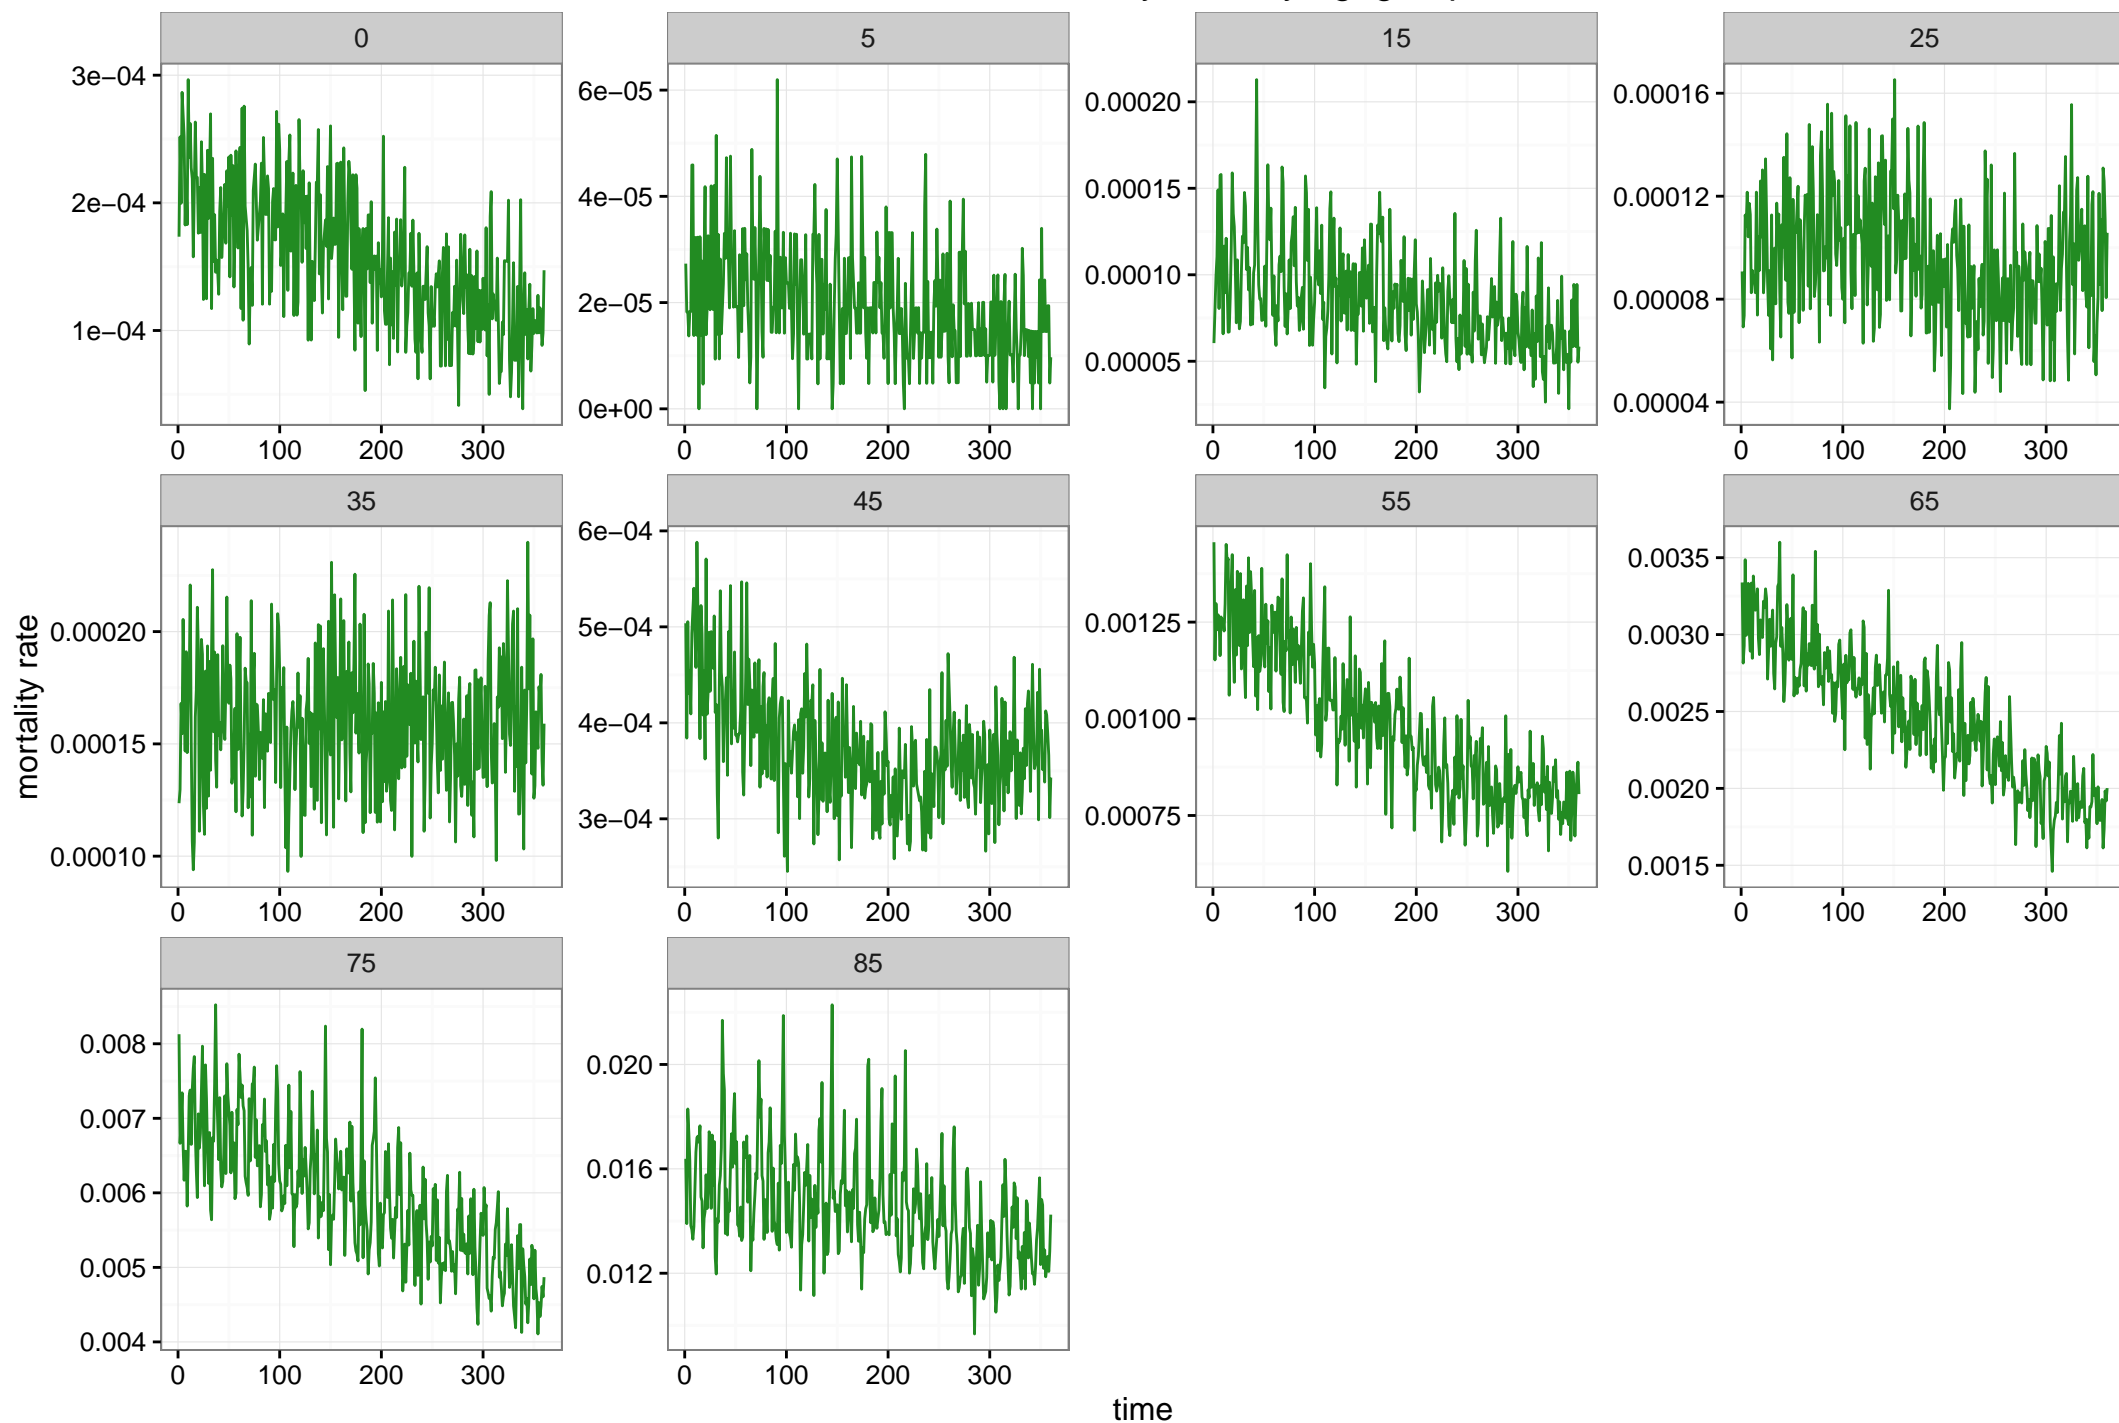 0 5 15 25
3e−04
2e−04
1e−04
0 100 200 300
6e−05
4e−05
2e−05
0e+00
0 100 200 300
0.00020
0.00015
0.00010
0.00005
0 100 200 300
0.00016
0.00012
0.00008
0.00004
0 100 200 300
35 45 55 65
mortality rate
0.00020
0.00015
0.00010
0 100 200 300
6e−04
5e−04
4e−04
3e−04
0 100 200 300
0.00125
0.00100
0.00075
0 100 200 300
0.0035
0.0030
0.0025
0.0020
0.0015
0 100 200 300
75 85
0.008
0.007
0.006
0.005
0.004
0 100 200 300
0.020
0.016
0.012
0 100 200 300
time